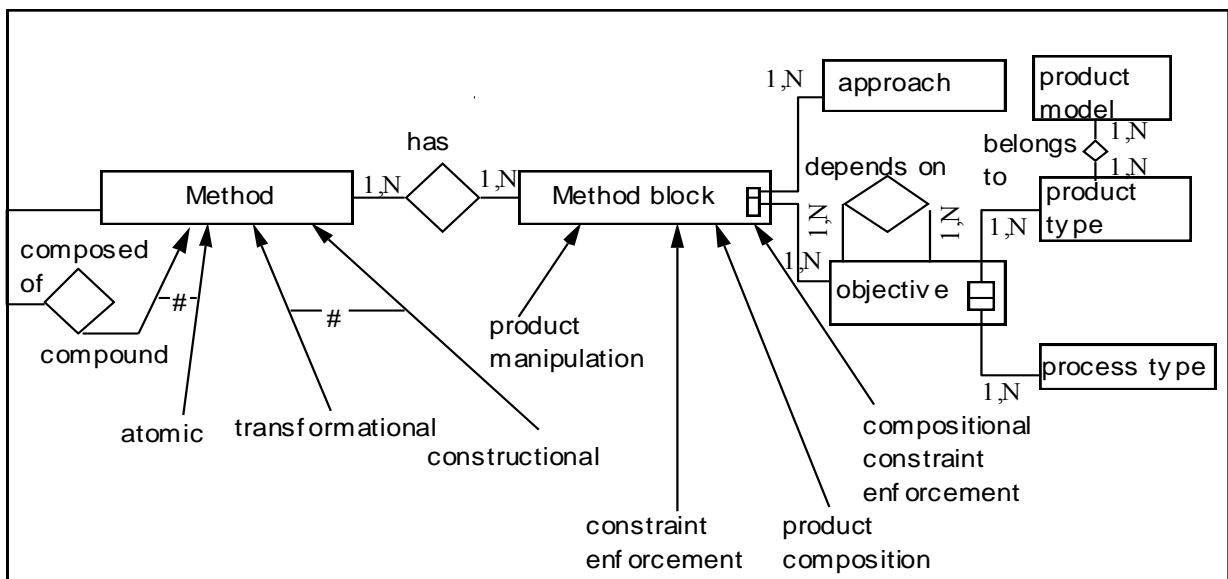 approach
1,N
product
model
has
1,N
belongs
to
depends on
1,N
Method
1,N
1,N
Method block
product
type
1,N
1,N
1,N
composed
of
1,N
objective
#
#
product
manipulation
compound
process type
1,N
atomic
transformational
constructional
compositional
constraint
enforcement
constraint
enforcement
product
composition